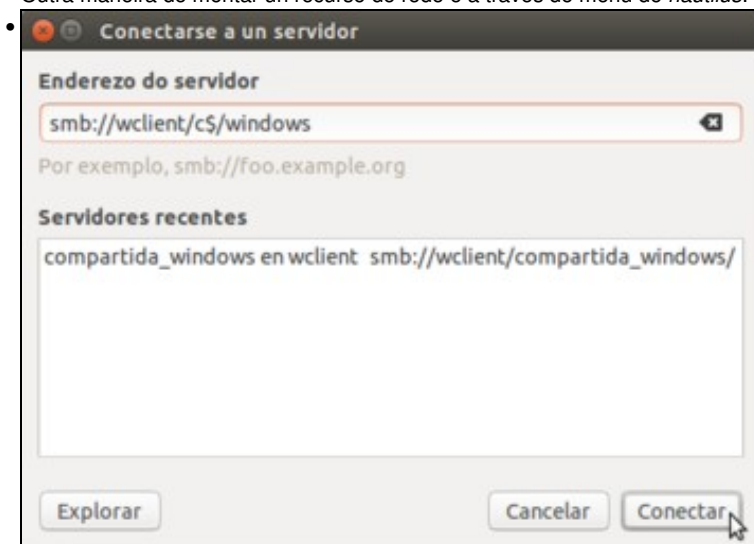 Conectarse a un servidor
Enderezo do servidor
smb://wclient/c$/windows
Por exemplo, smb://foo.example.org
Servidores recentes
compartida_windows en wclient smb://wclient/compartida_windows/
Explorar
Cancelar
Conectar